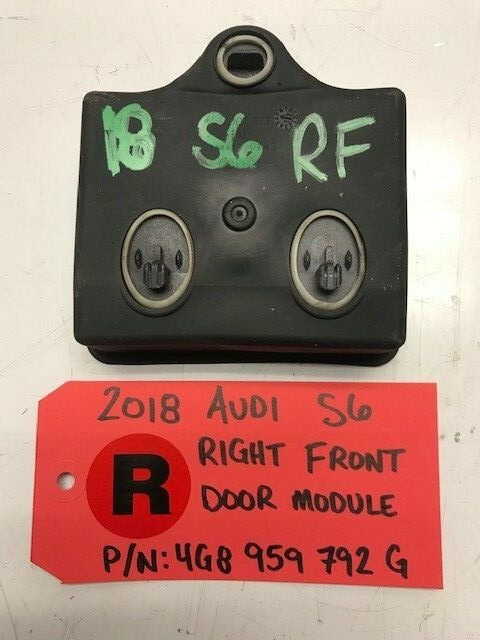 18 S6 RF
2018 AUDI S6
R
RIGHT FRONT
DOOR MODULE
P/N: 4G8 959 792 G